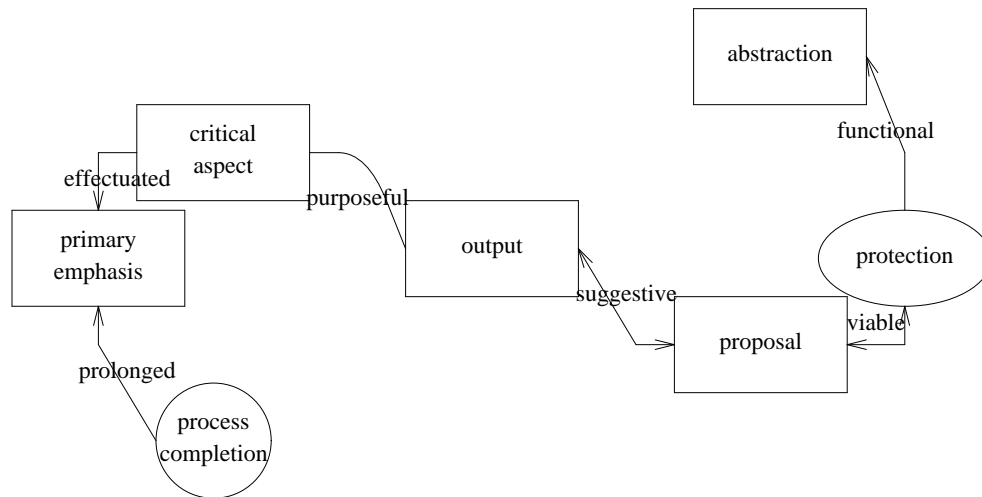 abstraction
functional
critical
aspect
effectuated
purposeful
primary
emphasis
output
protection
suggestive
viable
proposal
prolonged
process
completion